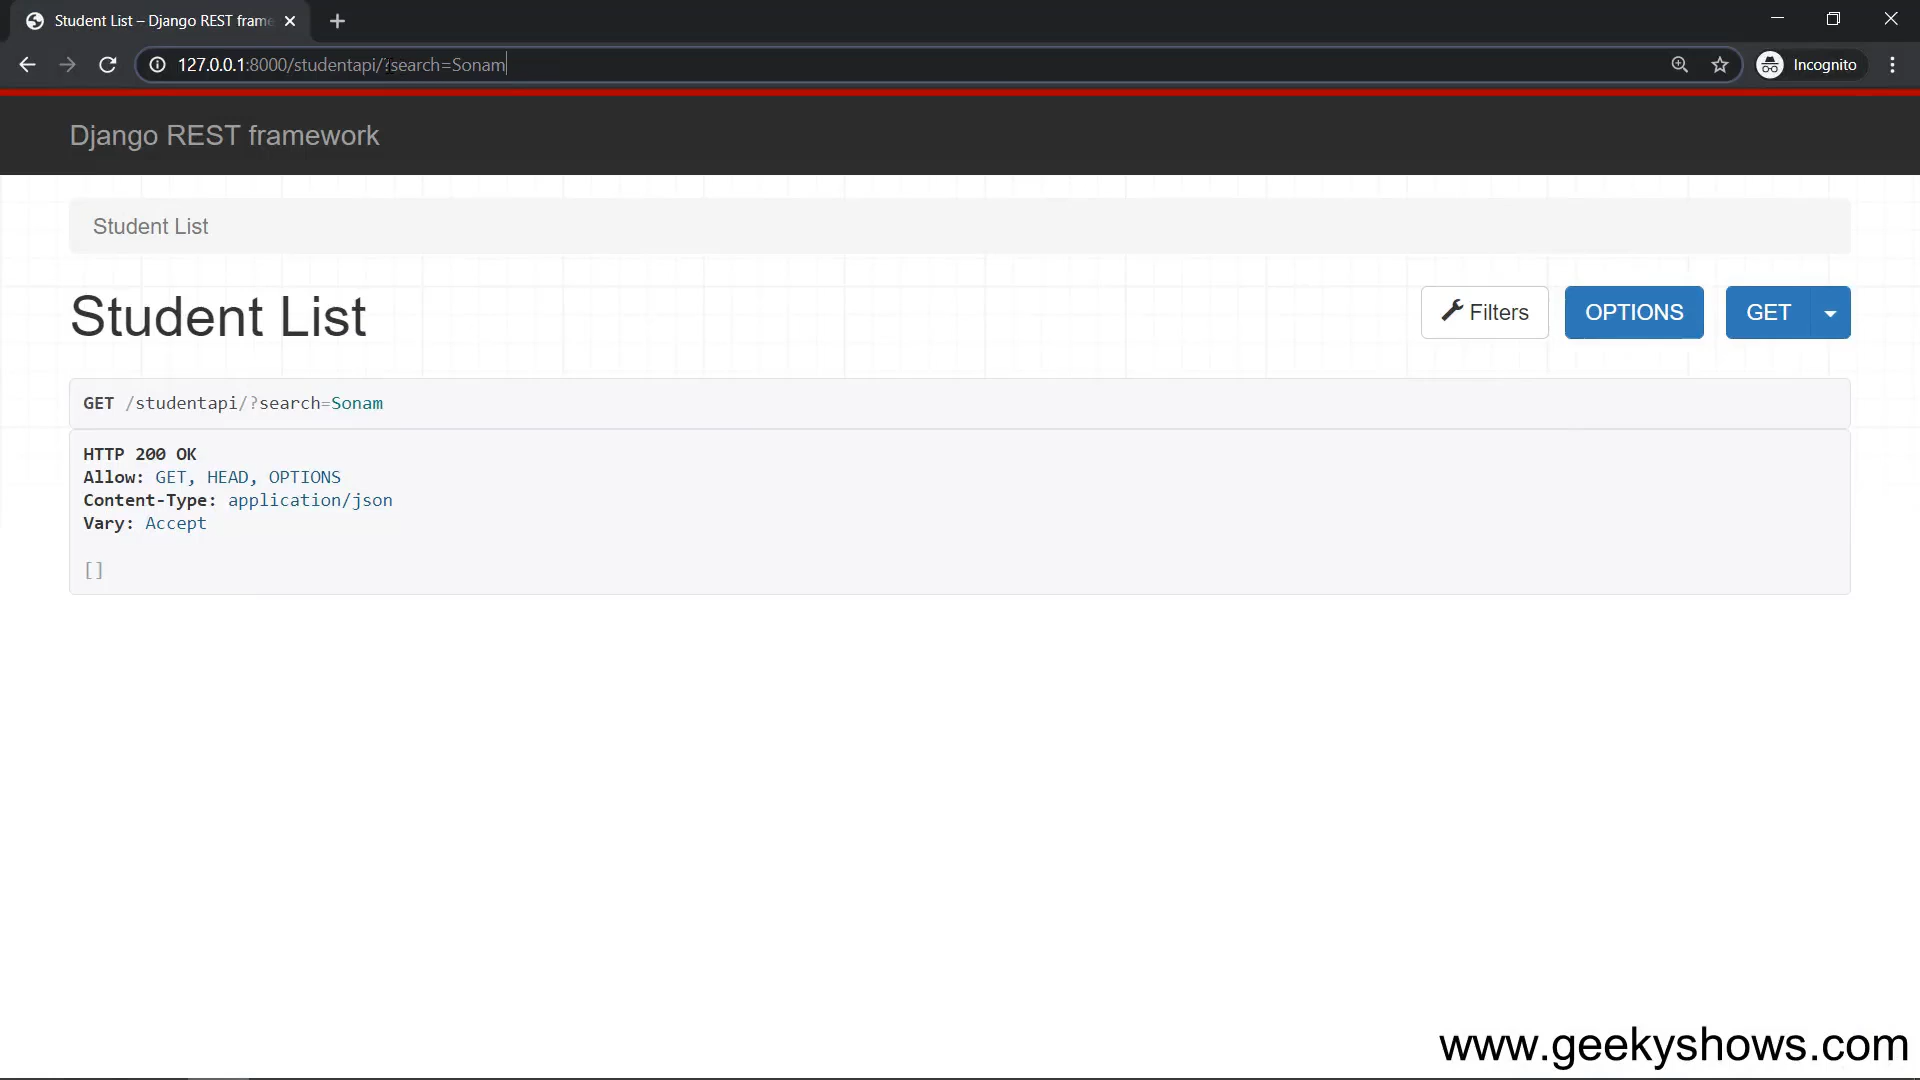 Student List – Django REST frame
127.0.0.1:8000/studentapi/?search=Sonam
Incognito
Django REST framework
Student List
Student List
Filters
OPTIONS
GET
GET /studentapi/?search=Sonam
HTTP 200 OK
Allow: GET, HEAD, OPTIONS
Content-Type: application/json
Vary: Accept
[]
www.geekyshows.com